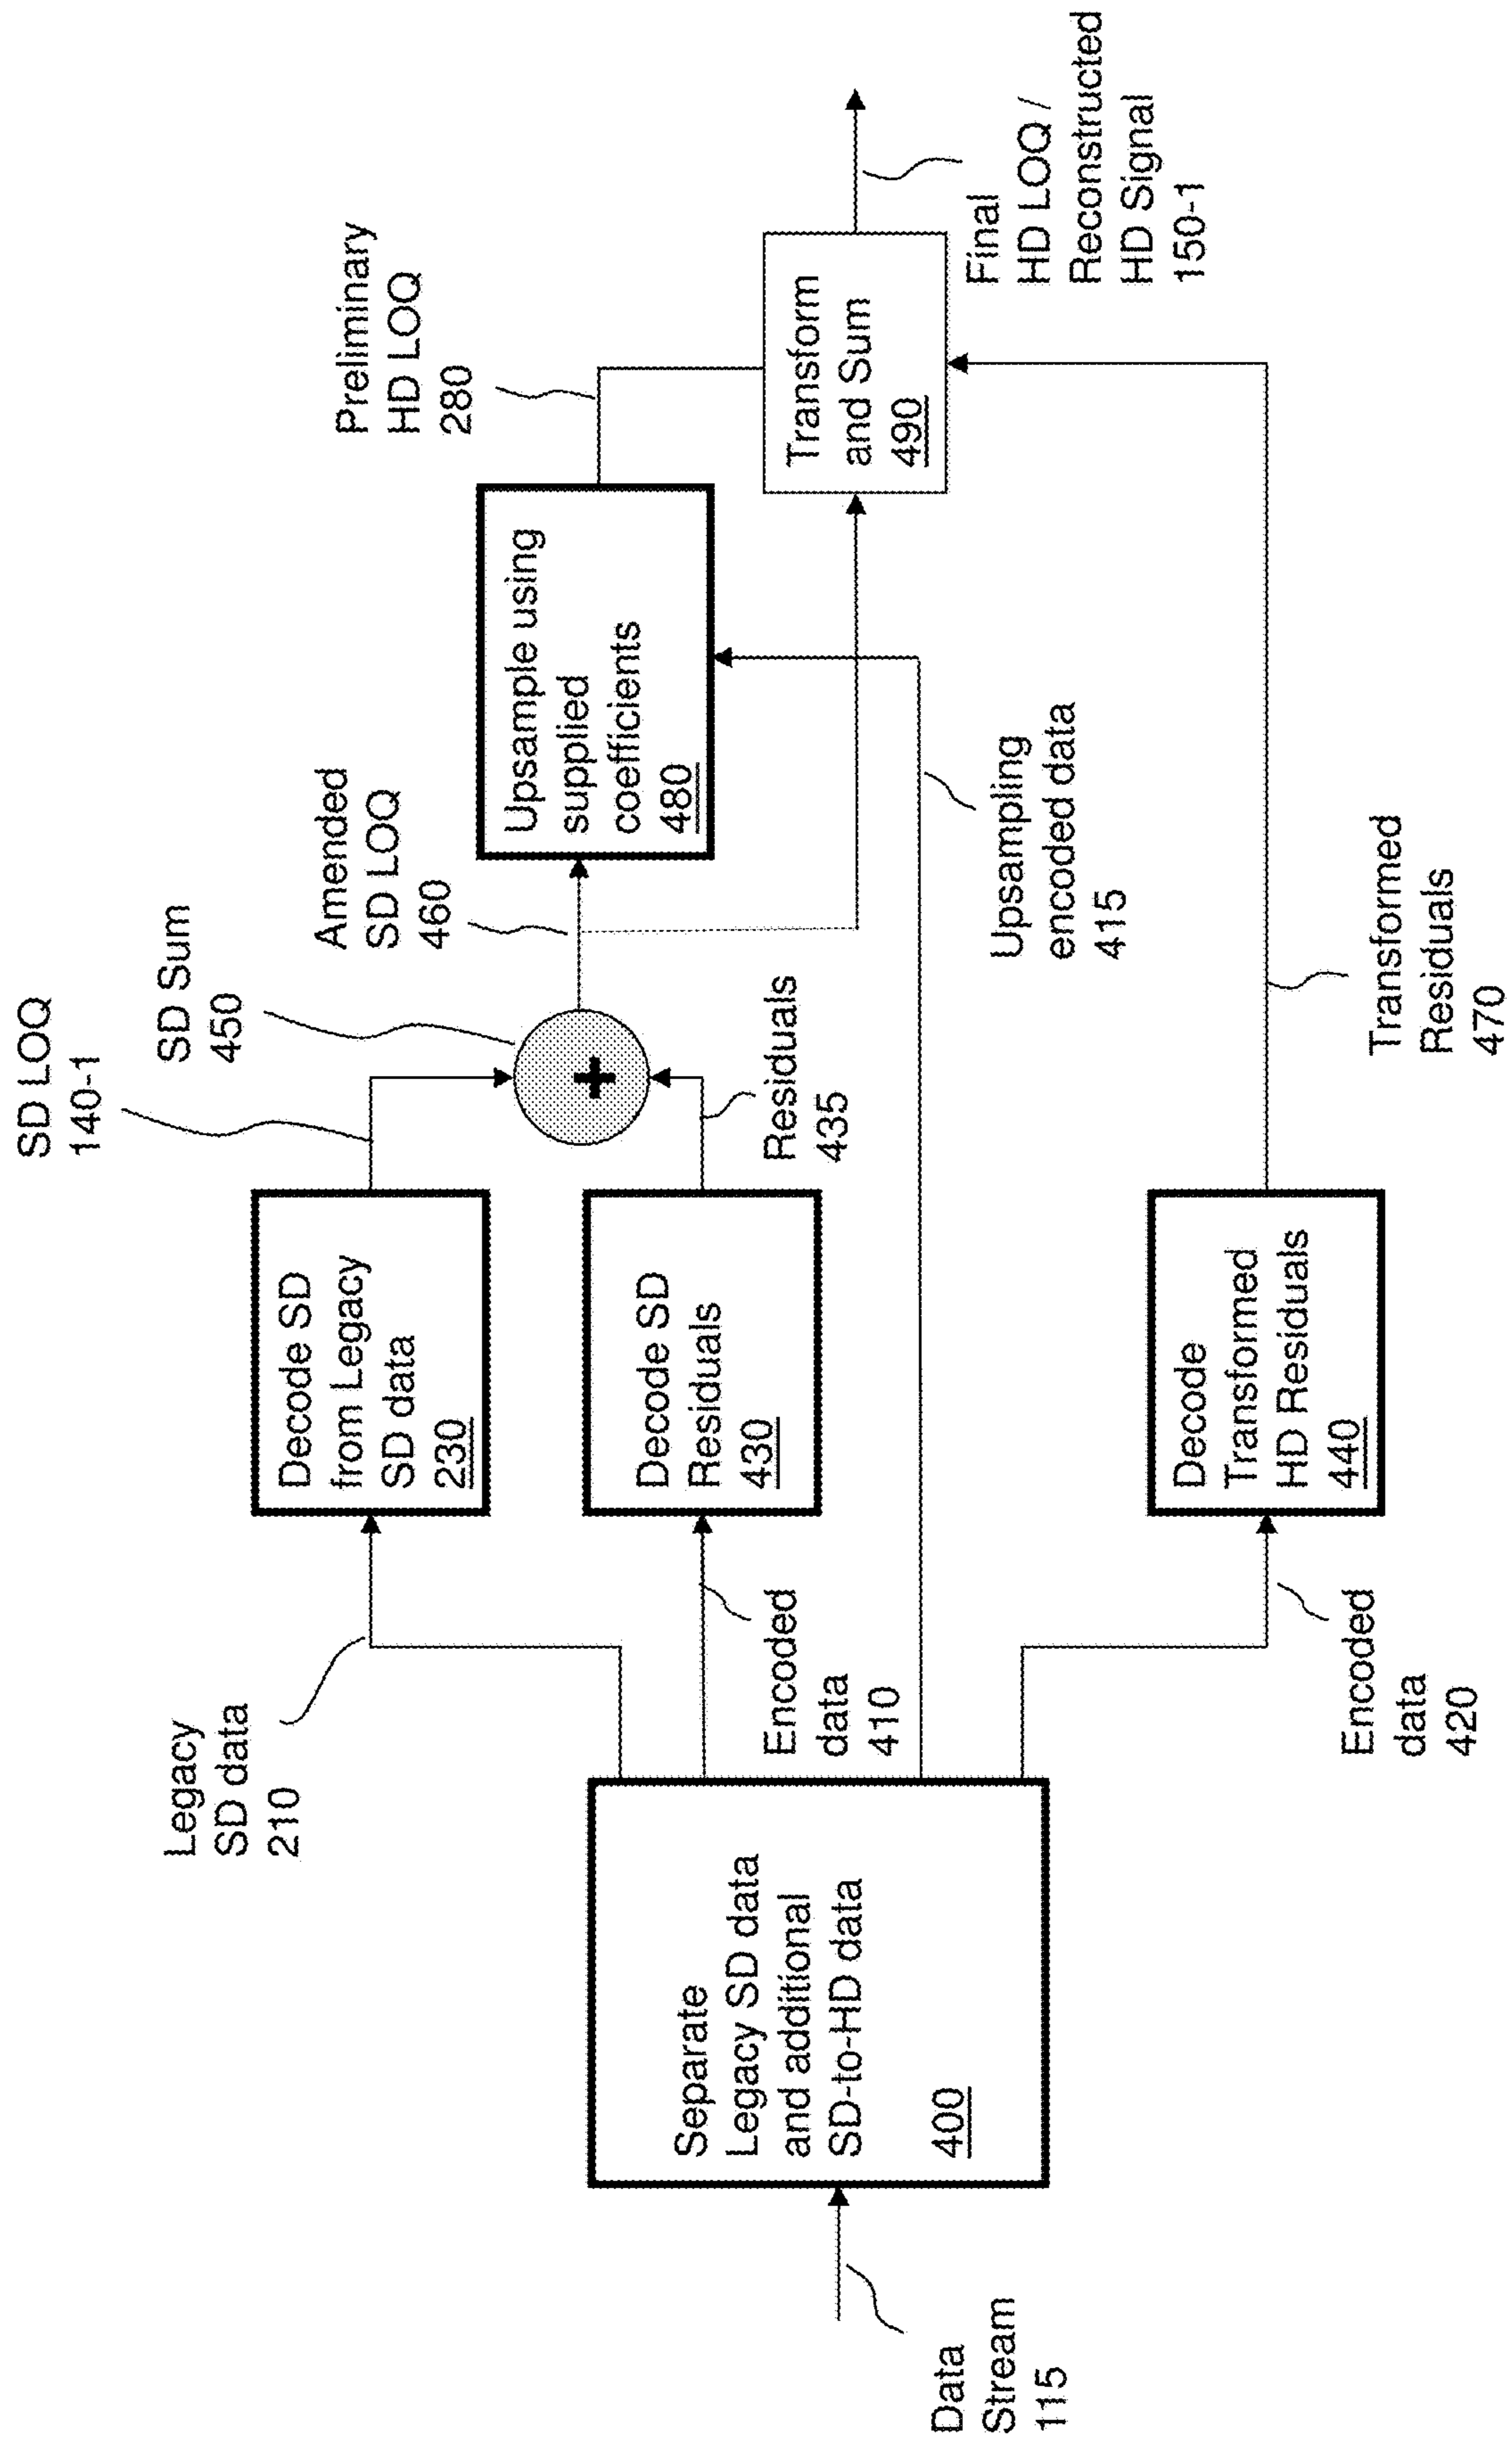 Data
Stream
115
Separate
Legacy SD data
and additional
SD-to-HD data
400
Legacy
SD data
210
Encoded
data
410
Encoded
data
420
Decode SD
from Legacy
SD data
230
Decode SD
Residuals
430
Decode
Transformed
HD Residuals
440
SD LOQ
140-1
SD Sum
450
+
Residuals
435
Amended
SD LOQ
460
Upsampling
encoded data
415
Transformed
Residuals
470
Upsample using
supplied
coefficients
480
Preliminary
HD LOQ
280
Transform
and Sum
490
Final
HD LOQ /
Reconstructed
HD Signal
150-1